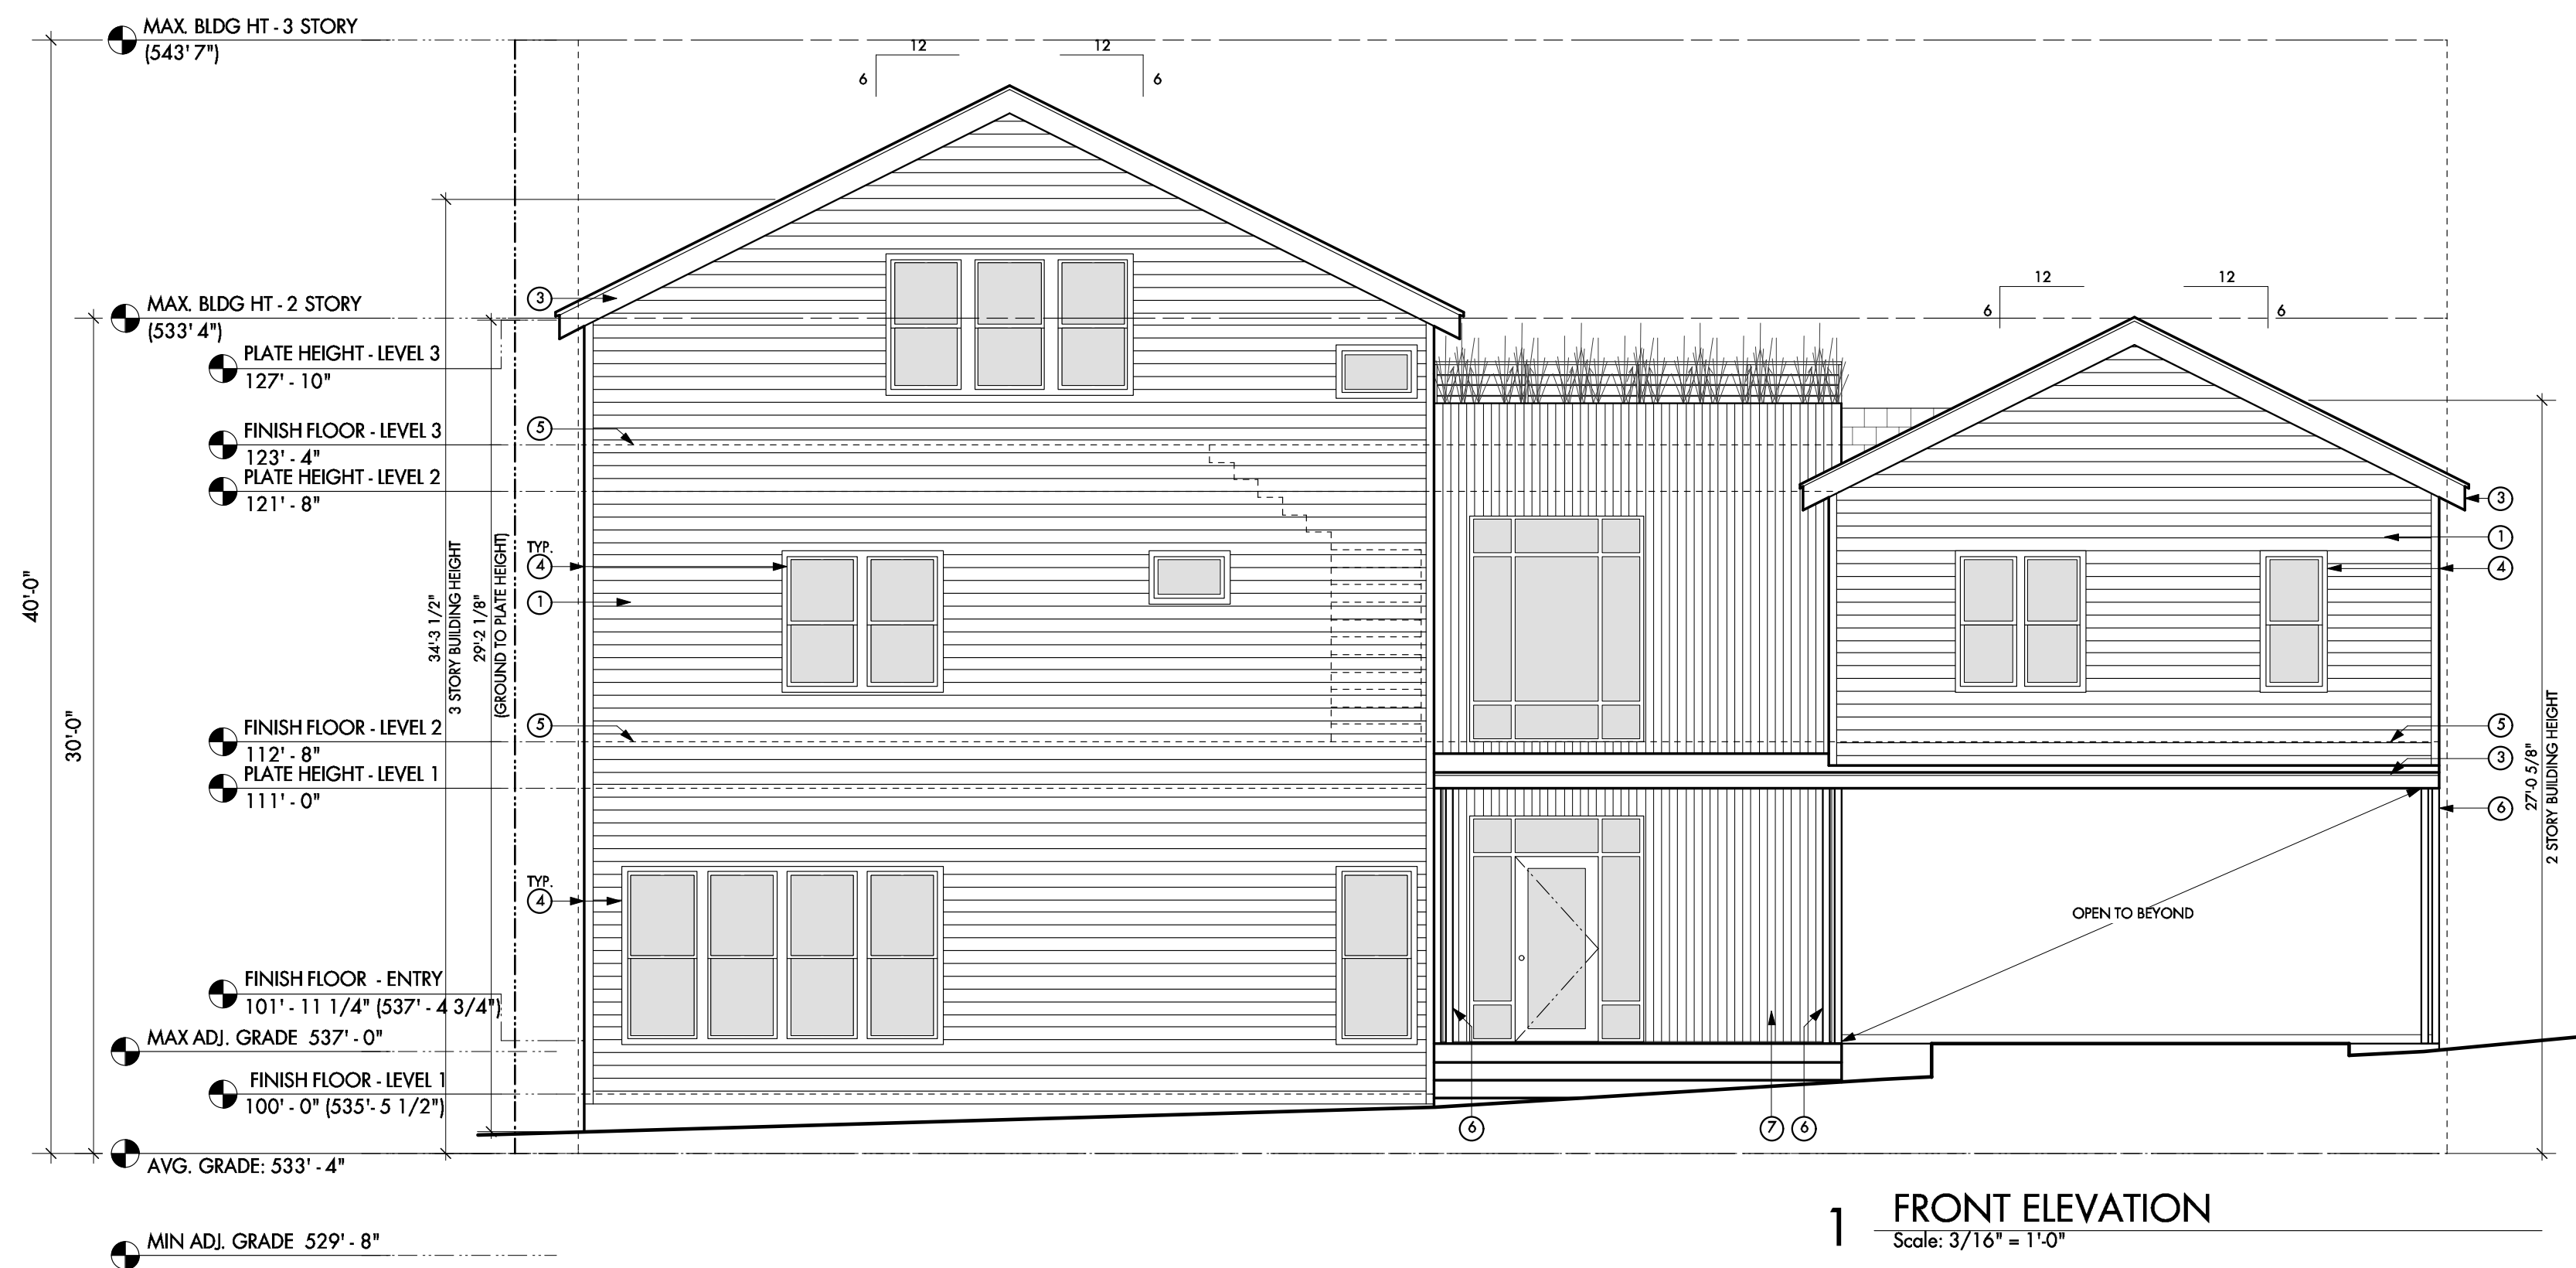 MAX. BLDG HT - 3 STORY
(543' 7")
12
12
6
6
MAX. BLDG HT - 2 STORY
(533' 4")
PLATE HEIGHT - LEVEL 3
127' - 10"
FINISH FLOOR - LEVEL 3
123' - 4"
PLATE HEIGHT - LEVEL 2
121' - 8"
FINISH FLOOR - LEVEL 2
112' - 8"
PLATE HEIGHT - LEVEL 1
111' - 0"
FINISH FLOOR - ENTRY
101' - 11 1/4" (537' - 4 3/4")
MAX ADJ. GRADE 537' - 0"
FINISH FLOOR - LEVEL 1
100' - 0" (535'- 5 1/2")
AVG. GRADE: 533' - 4"
MIN ADJ. GRADE 529' - 8"
40'-0"
30'-0"
34'-3 1/2"
3 STORY BUILDING HEIGHT
29'-2 1/8"
(GROUND TO PLATE HEIGHT)
3
5
TYP.
4
1
5
TYP.
4
12
12
6
6
3
1
4
5
3
6
27'-0 5/8"
2 STORY BUILDING HEIGHT
OPEN TO BEYOND
6
7
6
1
FRONT ELEVATION
Scale: 3/16" = 1'-0"